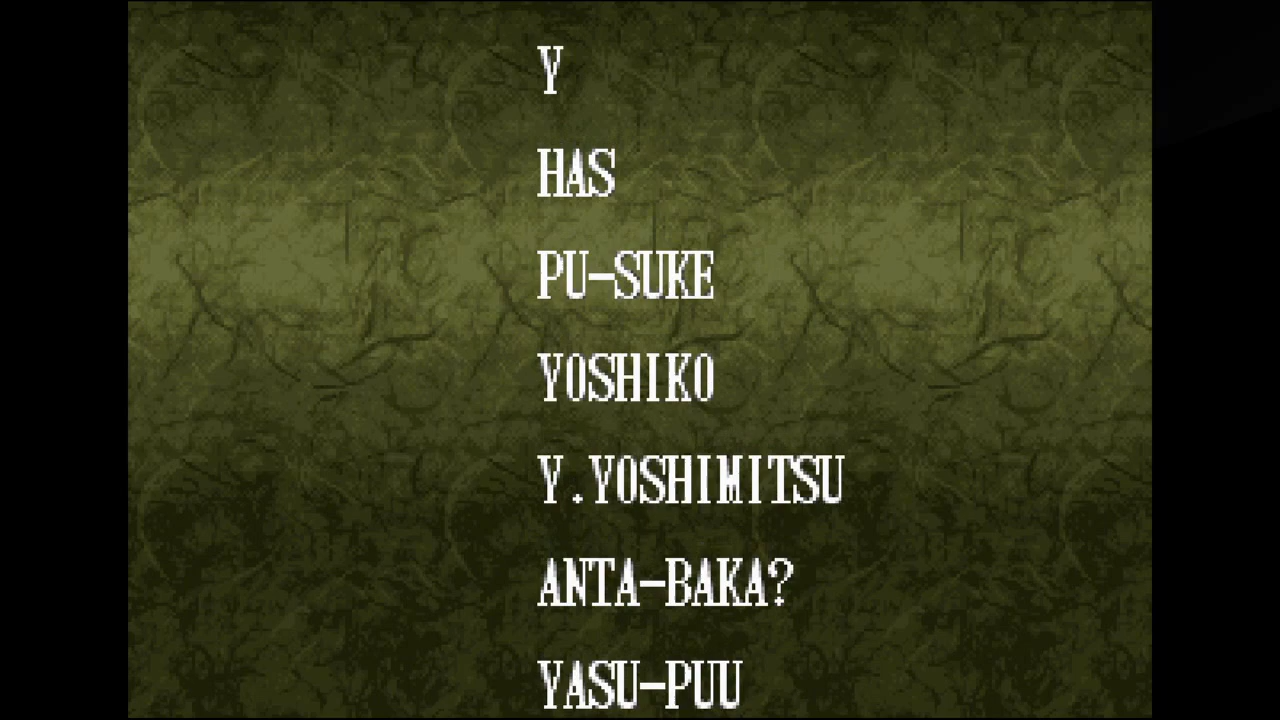 Y
HAS
PU-SUKE
YOSHIKO
Y.YOSHIMITSU
ANTA-BAKA?
YASU-PUU